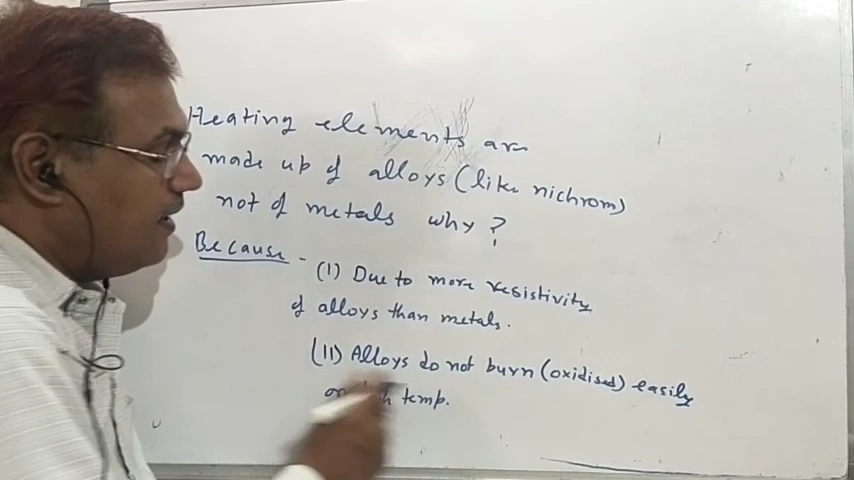 Heating elements are
made up of alloys (like nichrom)
not of metals why?
Because - (I) Due to more resistivity
of alloys than metals.
(II) Alloys do not burn (oxidised) easily
temp.